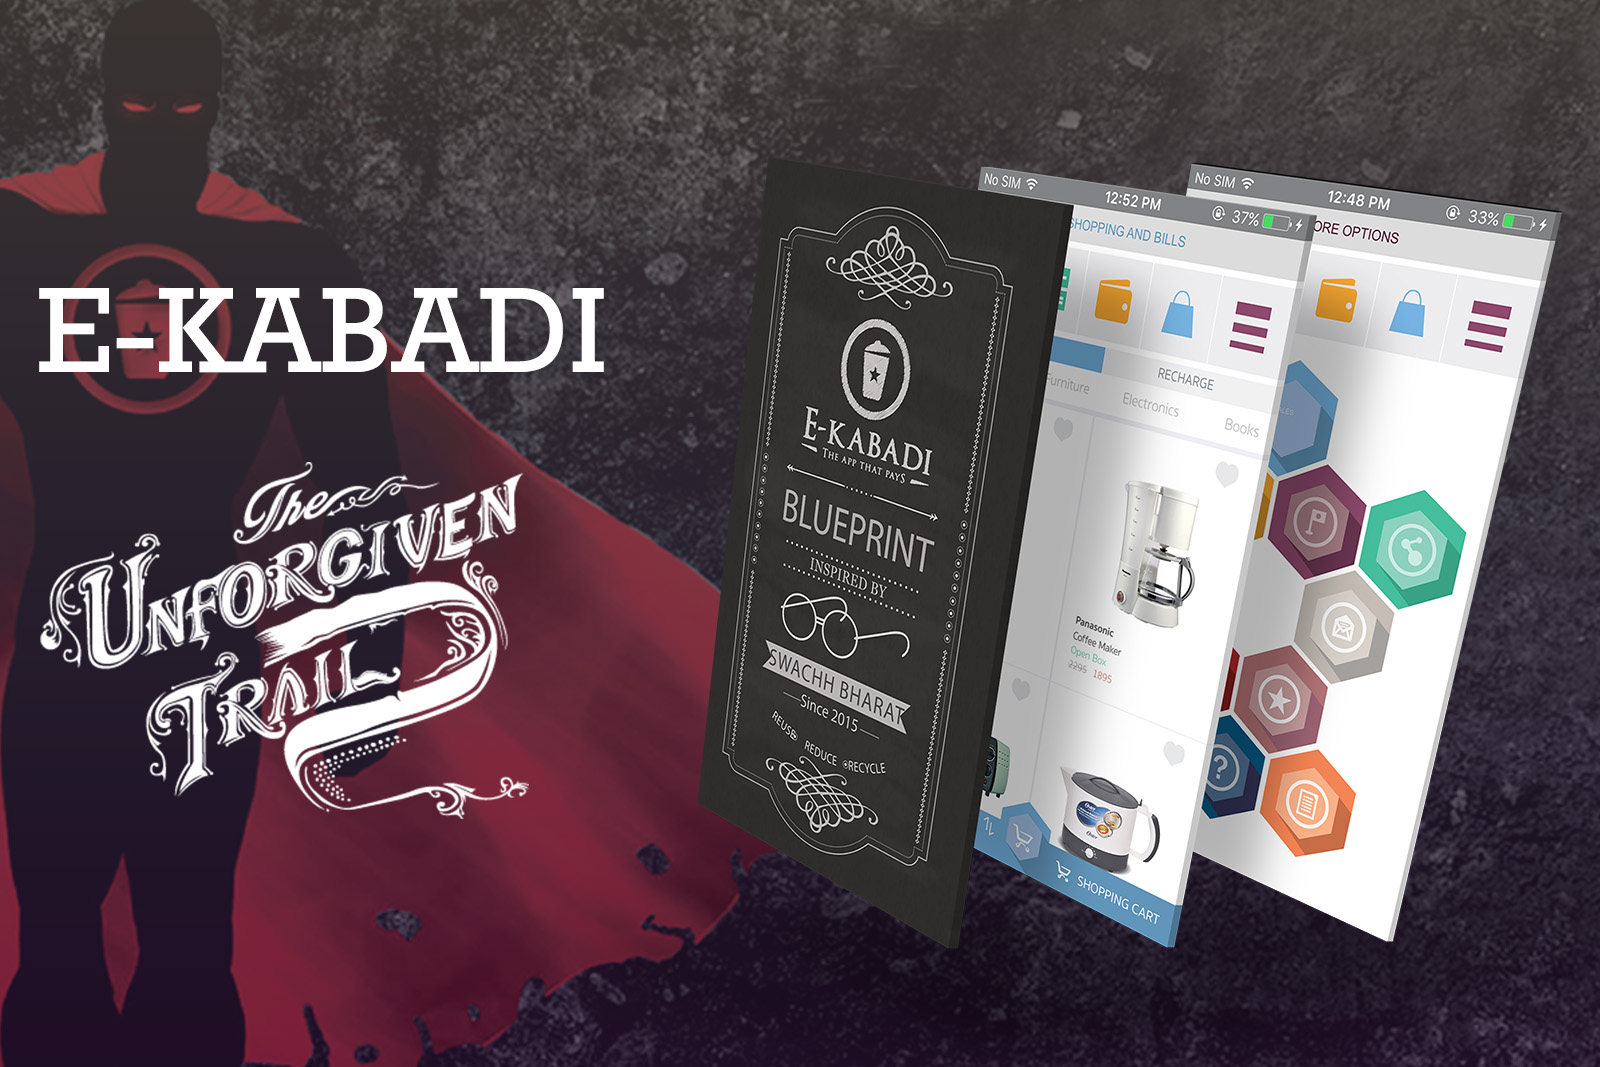 E-KABADI
The
UNFORGIVEN
TRAIL
E-KABADI
THE APP THAT PAYS
BLUEPRINT
INSPIRED BY
SWACHH BHARAT
Since 2015
REUSE REDUCE RECYCLE
No SIM 12:52 PM 37%
SHOPPING AND BILLS
RECHARGE
Furniture Electronics Books
Panasonic
Coffee Maker
Open Box
2295 1895
Oster
Oster
SHOPPING CART
No SIM 12:48 PM 33%
ORE OPTIONS
?